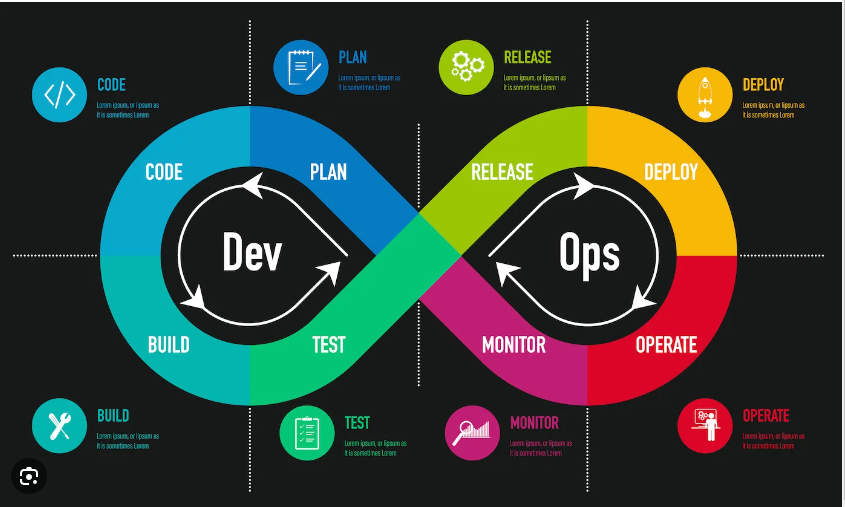 PLAN
Lorem ipsum, or lipsum as
it is sometimes Lorem
RELEASE
Lorem ipsum, or lipsum as
it is sometimes Lorem
CODE
Lorem ipsum, or lipsum as
it is sometimes Lorem
DEPLOY
Lorem ipsum, or lipsum as
it is sometimes Lorem
CODE
PLAN
RELEASE
DEPLOY
Dev
Ops
BUILD
TEST
MONITOR
OPERATE
BUILD
Lorem ipsum, or lipsum as
it is sometimes Lorem
TEST
Lorem ipsum, or lipsum as
it is sometimes Lorem
MONITOR
Lorem ipsum, or lipsum as
it is sometimes Lorem
OPERATE
Lorem ipsum, or lipsum as
it is sometimes Lorem